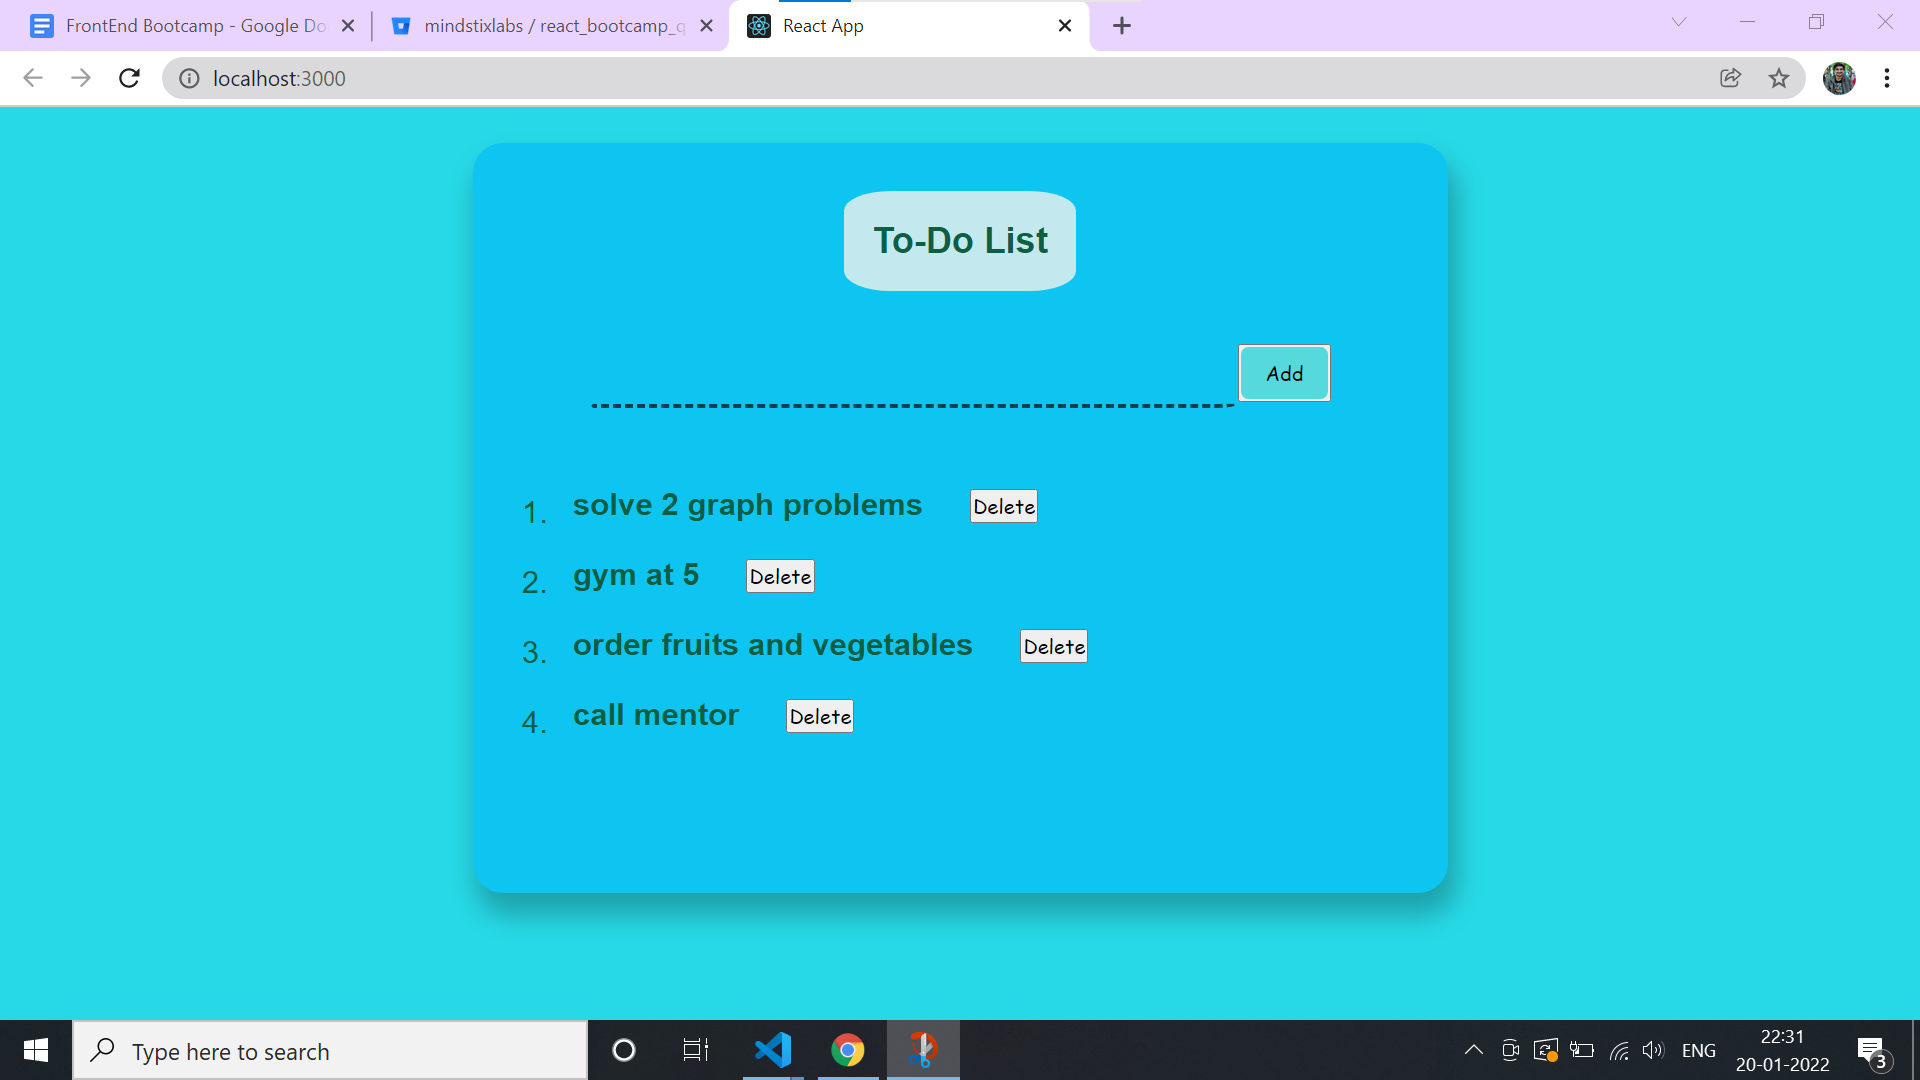 FrontEnd Bootcamp - Google Do
mindstixlabs / react_bootcamp_q
React App
localhost:3000
To-Do List
Add
1. solve 2 graph problems Delete
2. gym at 5 Delete
3. order fruits and vegetables Delete
4. call mentor Delete
Type here to search
ENG
22:31
20-01-2022
3